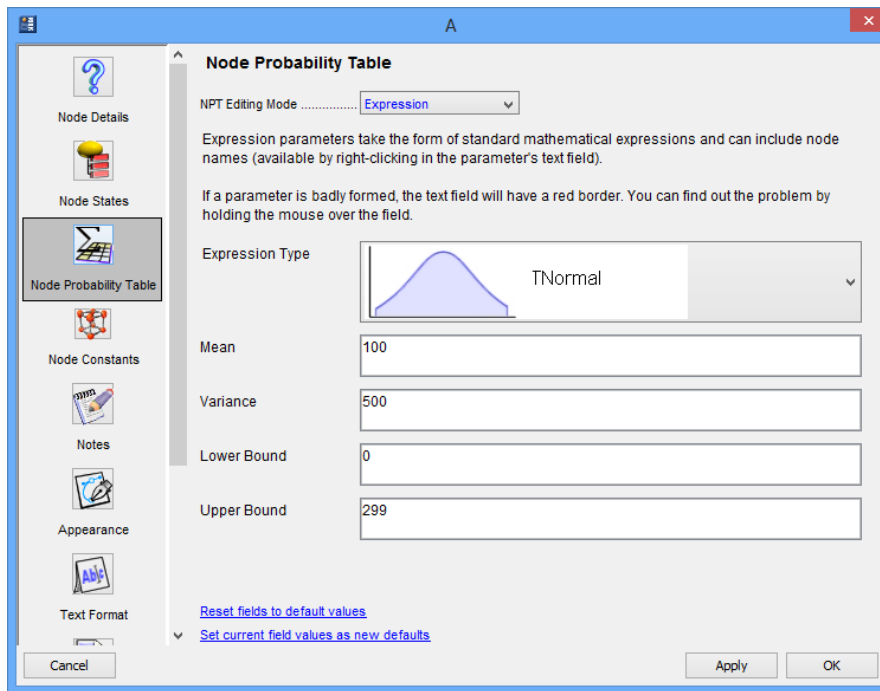 A
Node Details
Node States
Node Probability Table
Node Constants
Notes
Appearance
Text Format
Node Probability Table
NPT Editing Mode ................ Expression
Expression parameters take the form of standard mathematical expressions and can include node
names (available by right-clicking in the parameter's text field).
If a parameter is badly formed, the text field will have a red border. You can find out the problem by
holding the mouse over the field.
Expression Type
TNormal
Mean
100
Variance
500
Lower Bound
0
Upper Bound
299
Reset fields to default values
Set current field values as new defaults
Cancel
Apply
OK